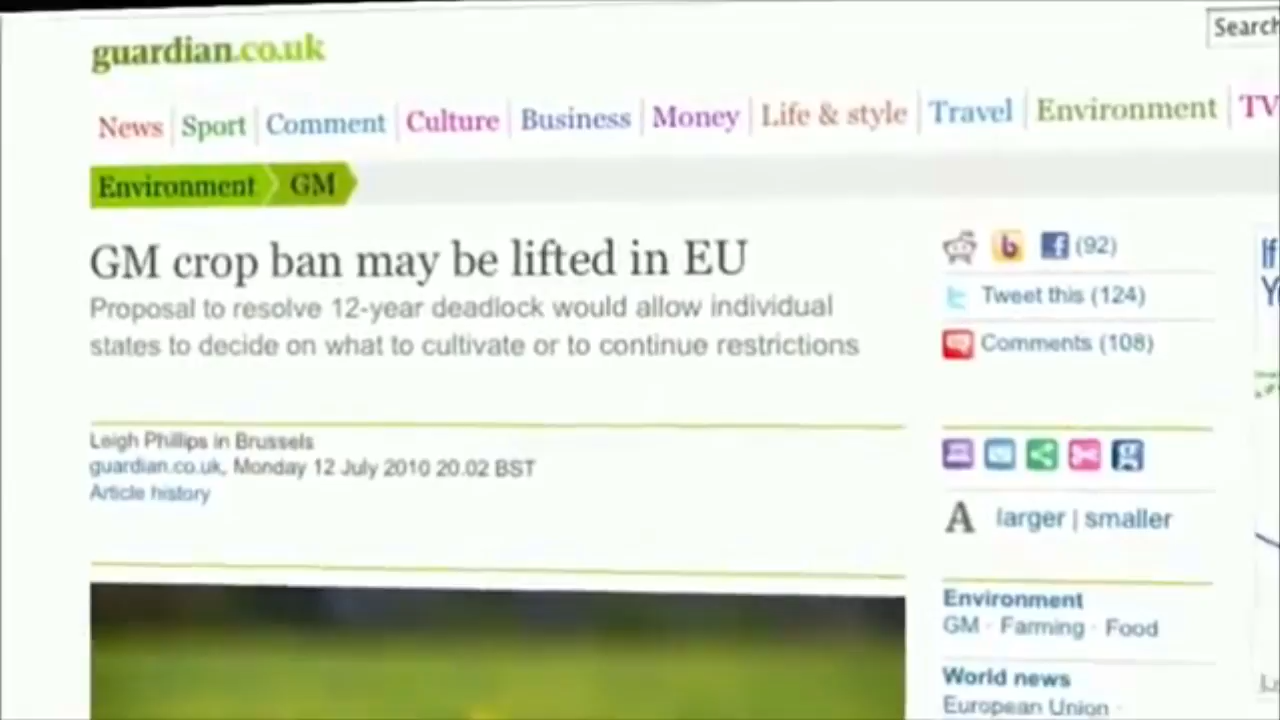 guardian.co.uk
Search
News Sport Comment Culture Business Money Life & style Travel Environment TV
Environment GM
GM crop ban may be lifted in EU
Proposal to resolve 12-year deadlock would allow individual
states to decide on what to cultivate or to continue restrictions
Leigh Phillips in Brussels
guardian.co.uk, Monday 12 July 2010 20.02 BST
Article history
(92)
Tweet this (124)
Comments (108)
A larger | smaller
Environment
GM · Farming · Food
World news
European Union ·
If